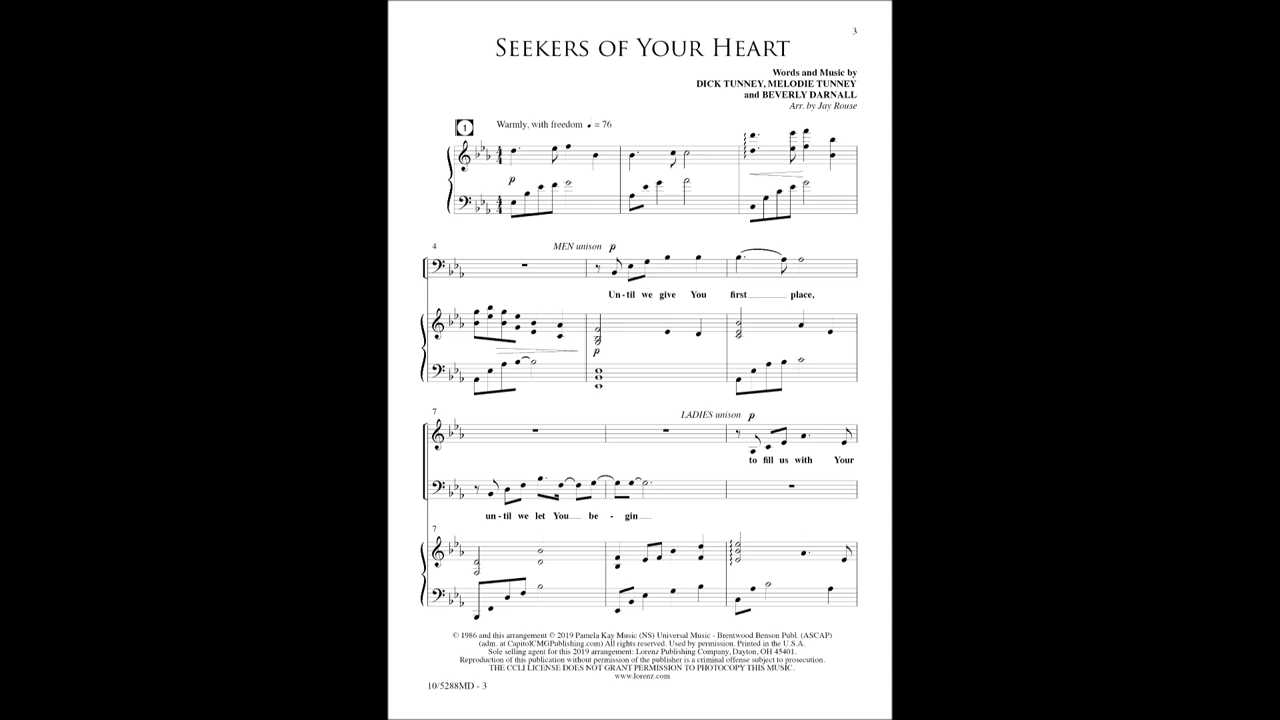 3
SEEKERS OF YOUR HEART
Words and Music by
DICK TUNNEY, MELODIE TUNNEY
and BEVERLY DARNALL
Arr. by Jay Rouse
1
Warmly, with freedom ♩ = 76
p
4
MEN unison p
Un - til we give You first place,
p
7
LADIES unison p
to fill us with Your
un - til we let You be - gin
7
© 1986 and this arrangement © 2019 Pamela Kay Music (NS) Universal Music - Brentwood Benson Publ. (ASCAP)
(adm. at CapitolCMGPublishing.com) All rights reserved. Used by permission. Printed in the U.S.A.
Sole selling agent for this 2019 arrangement: Lorenz Publishing Company, Dayton, OH 45401.
Reproduction of this publication without permission of the publisher is a criminal offense subject to prosecution.
THE CCLI LICENSE DOES NOT GRANT PERMISSION TO PHOTOCOPY THIS MUSIC.
www.lorenz.com
10/5288MD - 3